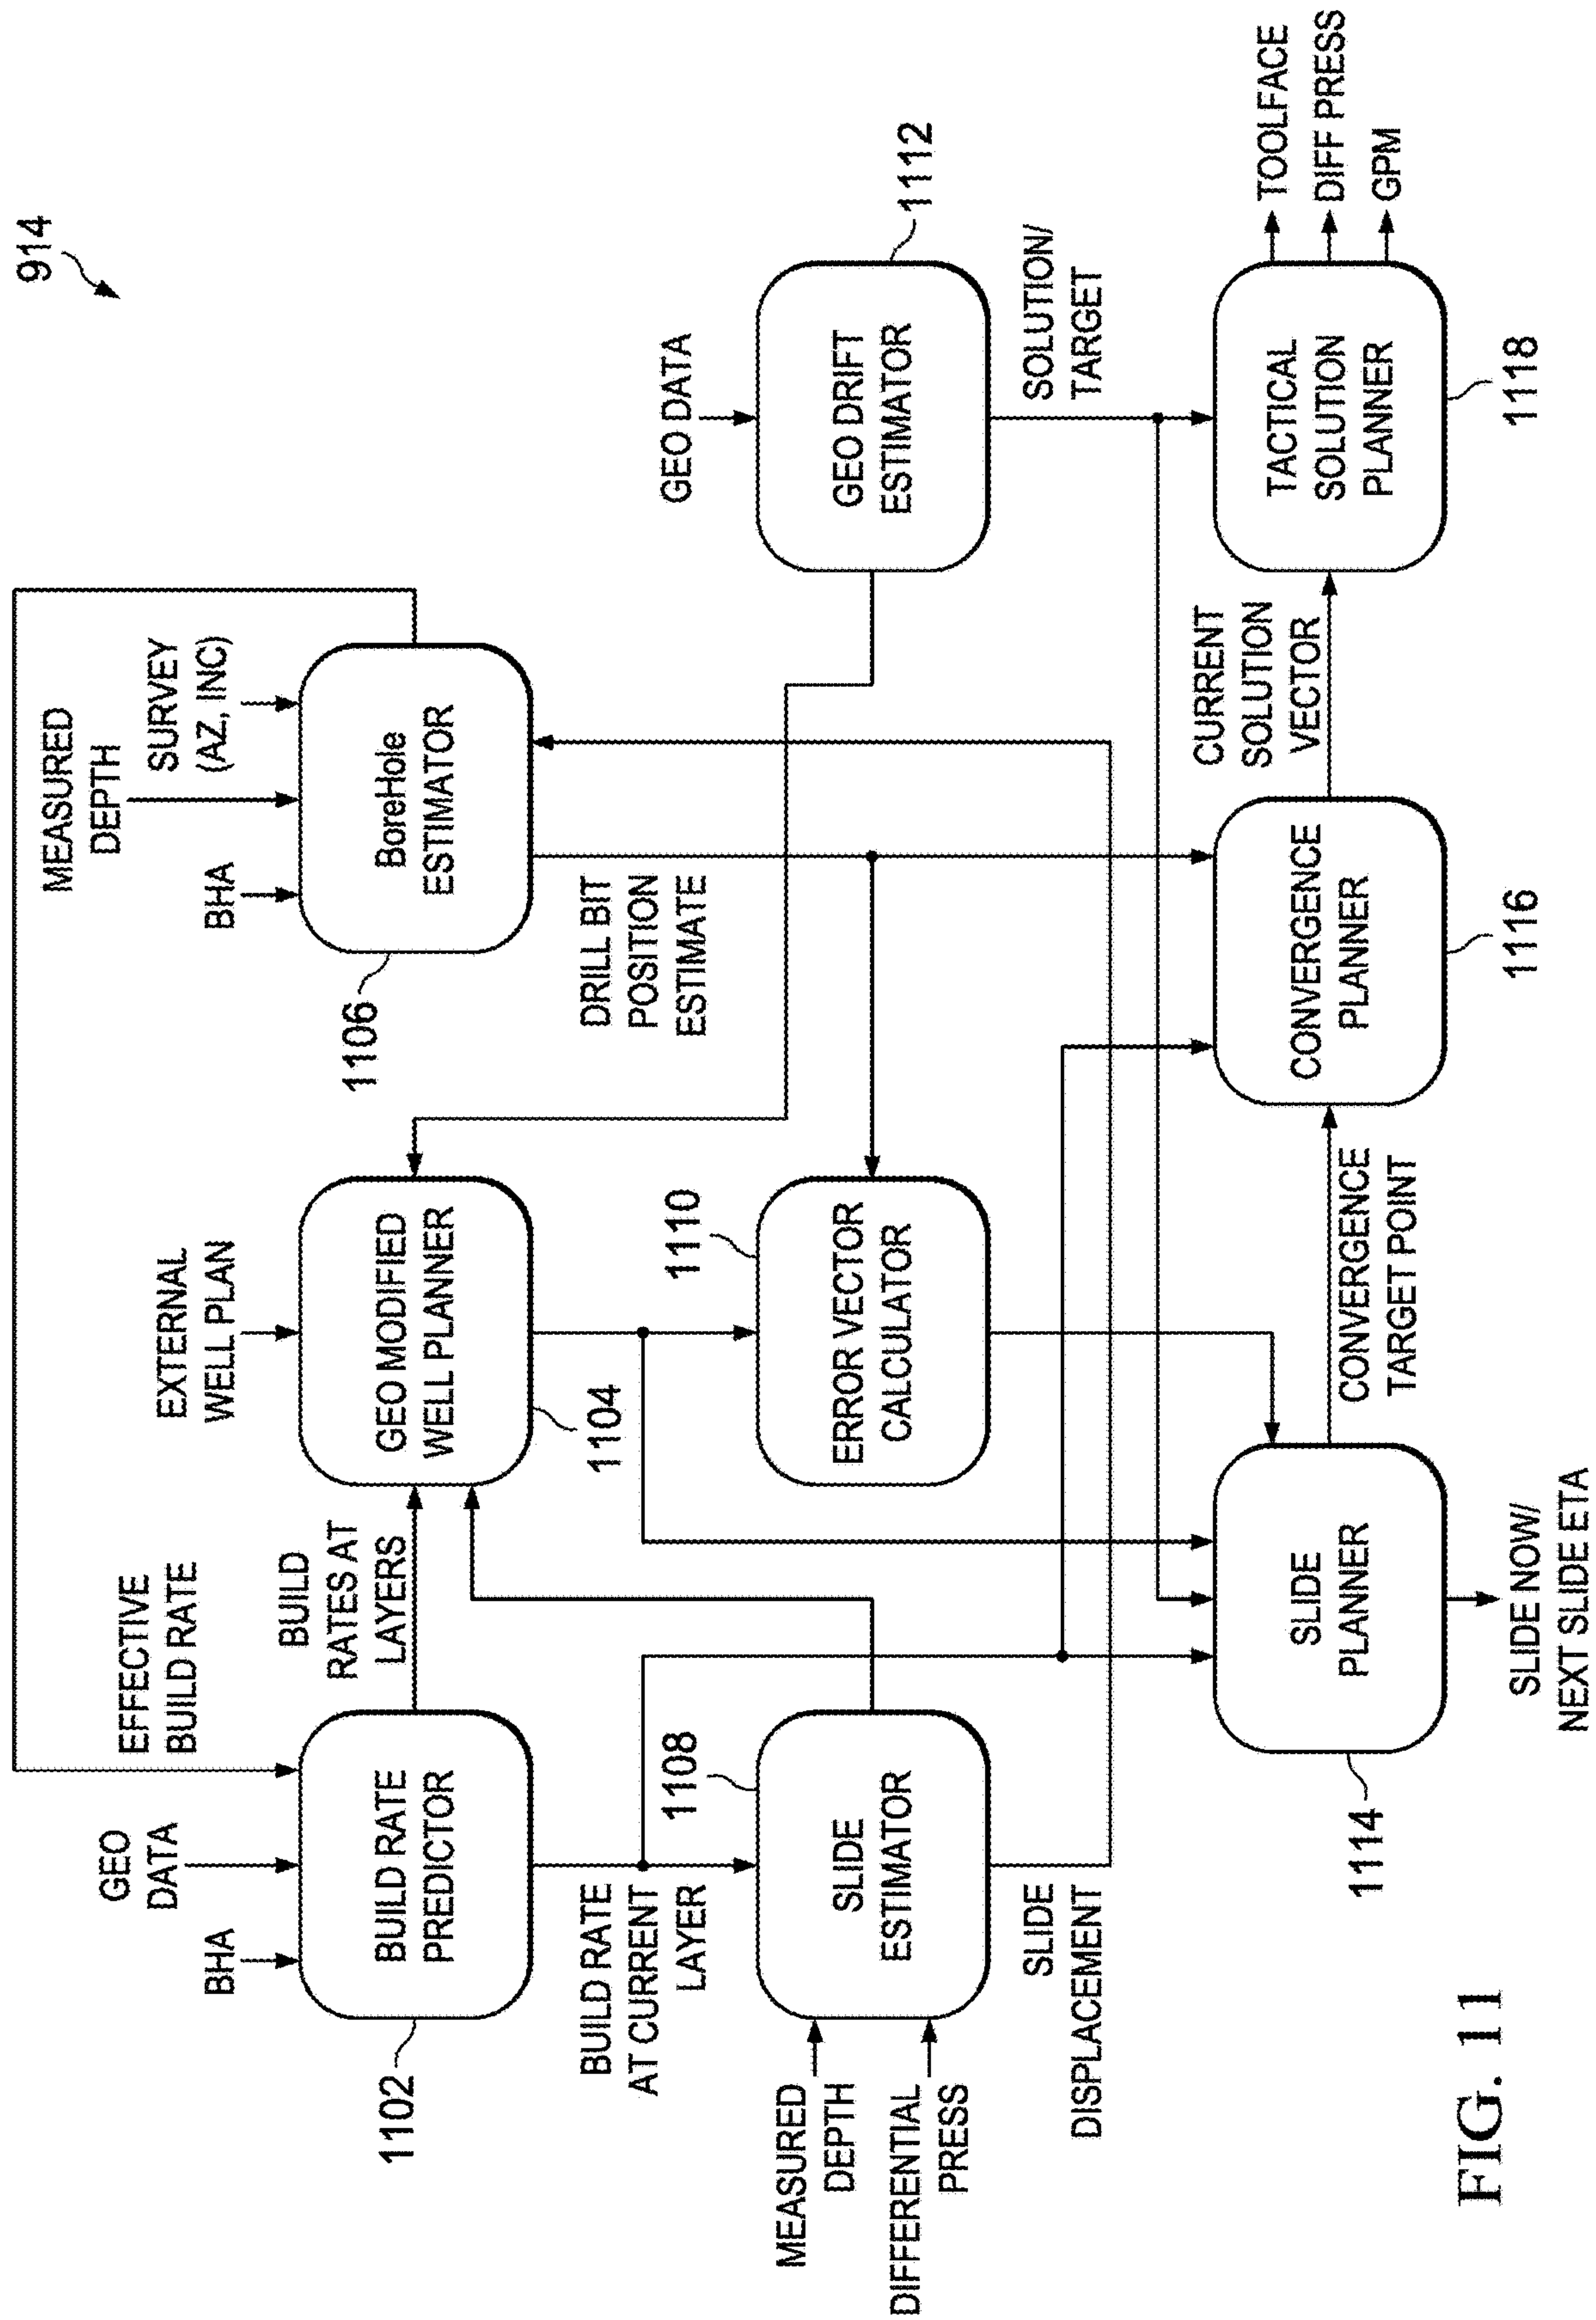 914
MEASURED
DEPTH
SURVEY
(AZ, INC)
EFFECTIVE
BUILD RATE
EXTERNAL
WELL PLAN
GEO
DATA
BHA
BHA
BUILD RATE
PREDICTOR
1102
BUILD
RATES AT
LAYERS
GEO MODIFIED
WELL PLANNER
1104
BoreHole
ESTIMATOR
1106
BUILD RATE
AT CURRENT
LAYER
DRILL BIT
POSITION
ESTIMATE
GEO DATA
MEASURED
DEPTH
DIFFERENTIAL
PRESS
1108
SLIDE
ESTIMATOR
1110
ERROR VECTOR
CALCULATOR
GEO DRIFT
ESTIMATOR
1112
SLIDE
DISPLACEMENT
SOLUTION/
TARGET
1114
SLIDE
PLANNER
CONVERGENCE
TARGET POINT
CONVERGENCE
PLANNER
1116
CURRENT
SOLUTION
VECTOR
TACTICAL
SOLUTION
PLANNER
1118
TOOLFACE
DIFF PRESS
GPM
SLIDE NOW/
NEXT SLIDE ETA
FIG. 11